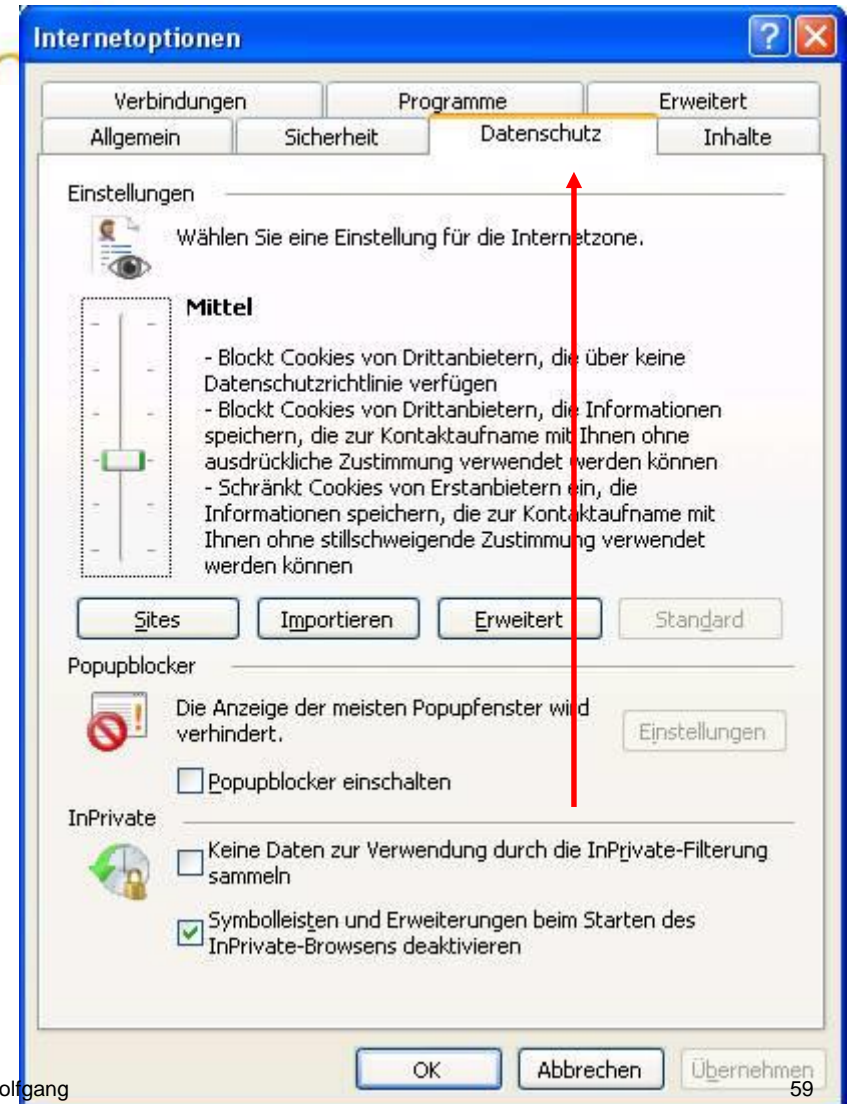 Internetoptionen
Verbindungen Programme Erweitert
Allgemein Sicherheit Datenschutz Inhalte
Einstellungen
Wählen Sie eine Einstellung für die Internetzone.
Mittel
- Blockt Cookies von Drittanbietern, die über keine
Datenschutzrichtlinie verfügen
- Blockt Cookies von Drittanbietern, die Informationen
speichern, die zur Kontaktaufname mit Ihnen ohne
ausdrückliche Zustimmung verwendet werden können
- Schränkt Cookies von Erstanbietern ein, die
Informationen speichern, die zur Kontaktaufname mit
Ihnen ohne stillschweigende Zustimmung verwendet
werden können
Sites Importieren Erweitert Standard
Popupblocker
Die Anzeige der meisten Popupfenster wird
verhindert.
Einstellungen
Popupblocker einschalten
InPrivate
Keine Daten zur Verwendung durch die InPrivate-Filterung
sammeln
Symbolleisten und Erweiterungen beim Starten des
InPrivate-Browsens deaktivieren
OK Abbrechen Übernehmen
olfgang 59